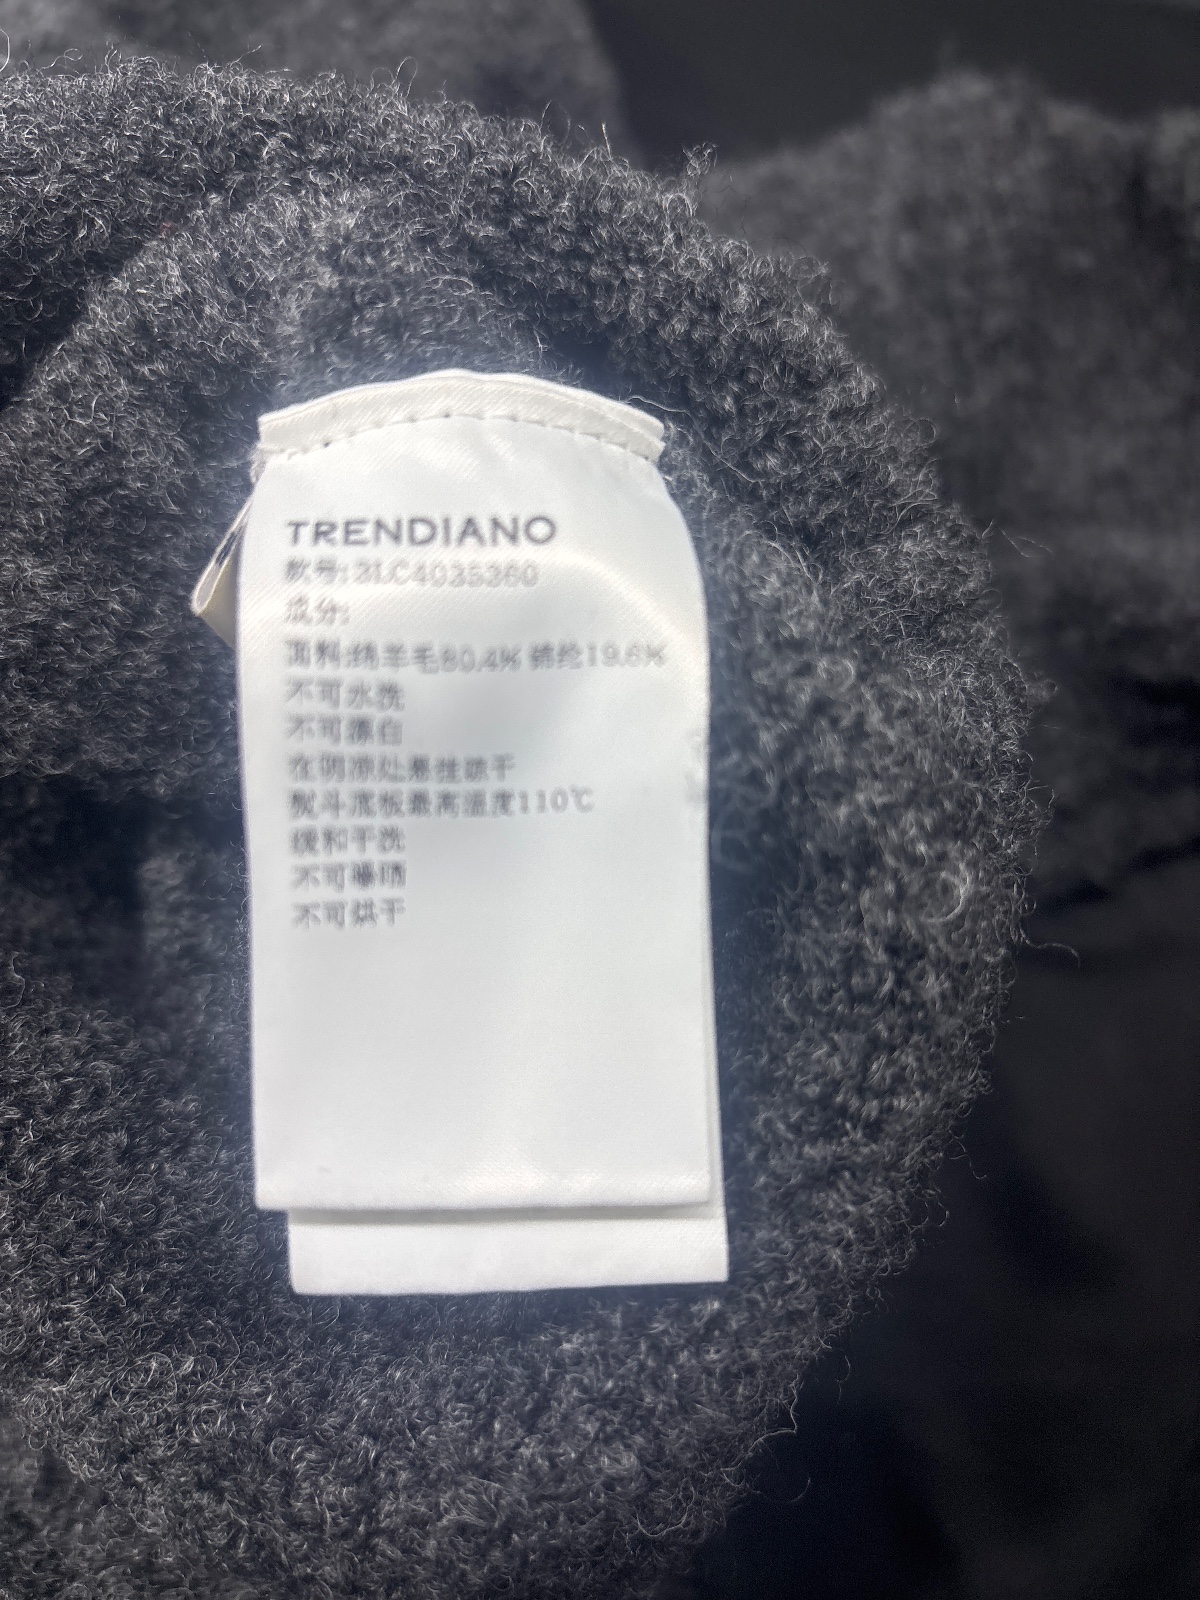 TRENDIANO
款号:3LC4035360
成分:
面料:绵羊毛80.4% 锦纶19.6%
不可水洗
不可漂白
在阴凉处悬挂晾干
熨斗底板最高温度110℃
缓和干洗
不可曝晒
不可烘干